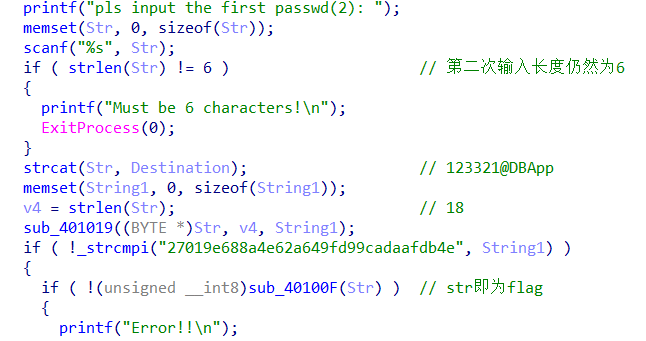 printf("pls input the first passwd(2): ");
memset(Str, 0, sizeof(Str));
scanf("%s", Str);
if ( strlen(Str) != 6 ) // 第二次输入长度仍然为6
{
printf("Must be 6 characters!\n");
ExitProcess(0);
}
strcat(Str, Destination); // 123321@DBApp
memset(String1, 0, sizeof(String1));
v4 = strlen(Str); // 18
sub_401019((BYTE *)Str, v4, String1);
if ( !_strcmpi("27019e688a4e62a649fd99cadaafdb4e", String1) )
{
if ( !(unsigned __int8)sub_40100F(Str) ) // str即为flag
{
printf("Error!!\n");